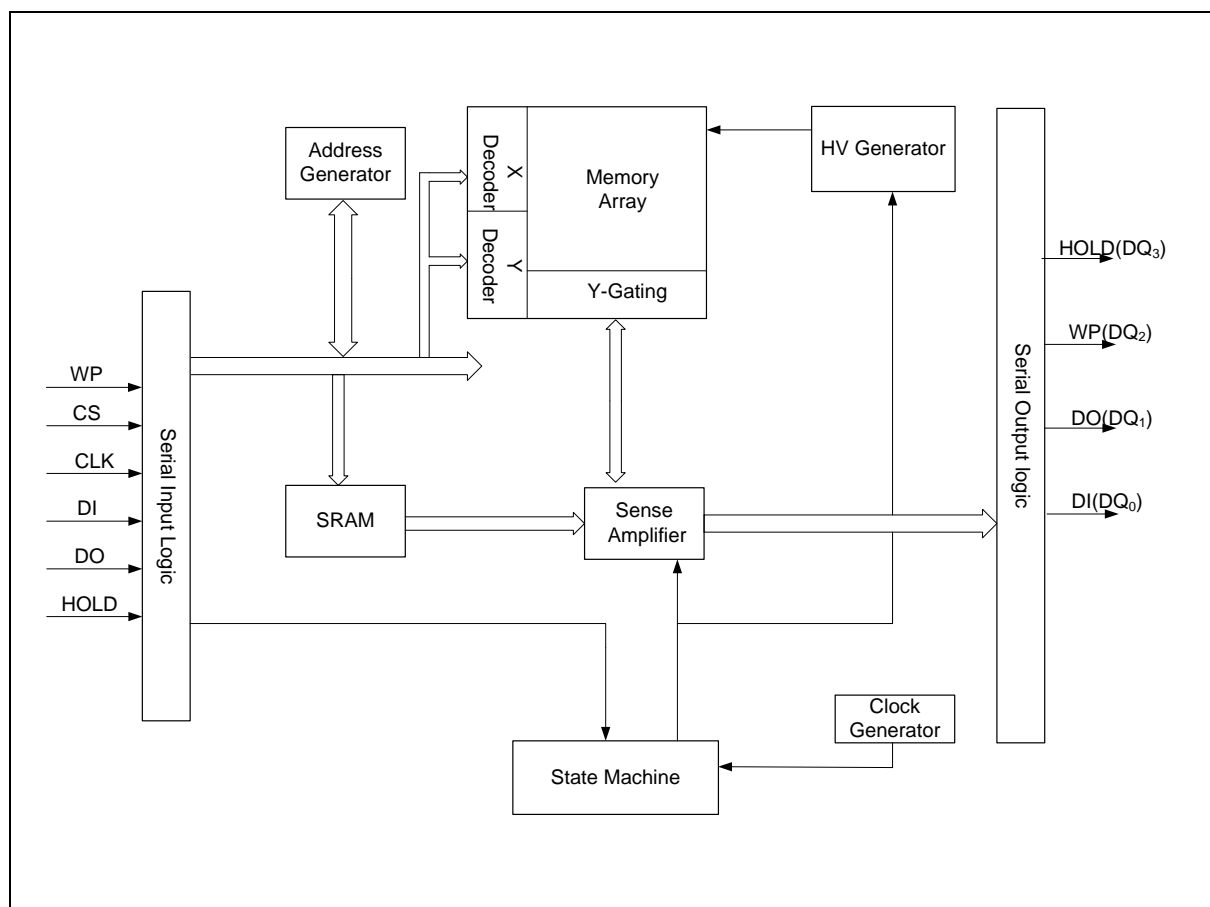 Address
Generator
X
Decoder
Y
Decoder
Memory
Array
Y-Gating
HV Generator
WP
CS
CLK
DI
DO
HOLD
Serial Input Logic
SRAM
Sense
Amplifier
Serial Output logic
HOLD(DQ₃)
WP(DQ₂)
DO(DQ₁)
DI(DQ₀)
Clock
Generator
State Machine